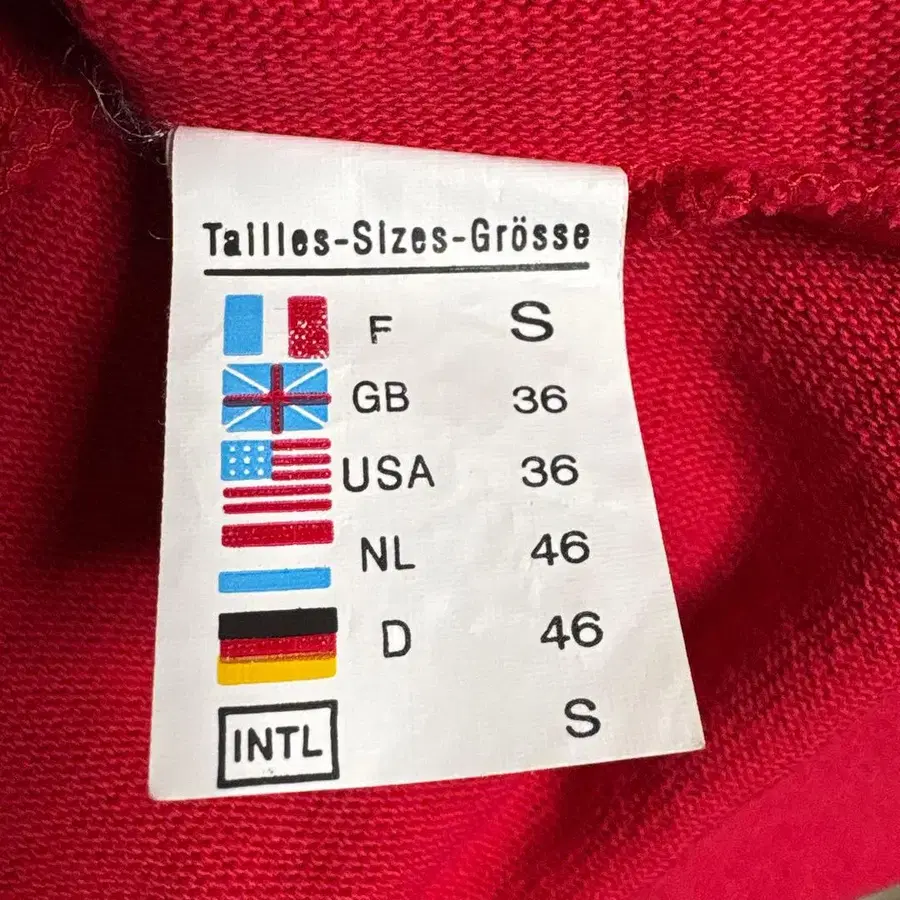 Tailles-Sizes-Grösse
F S
GB 36
USA 36
NL 46
D 46
INTL S